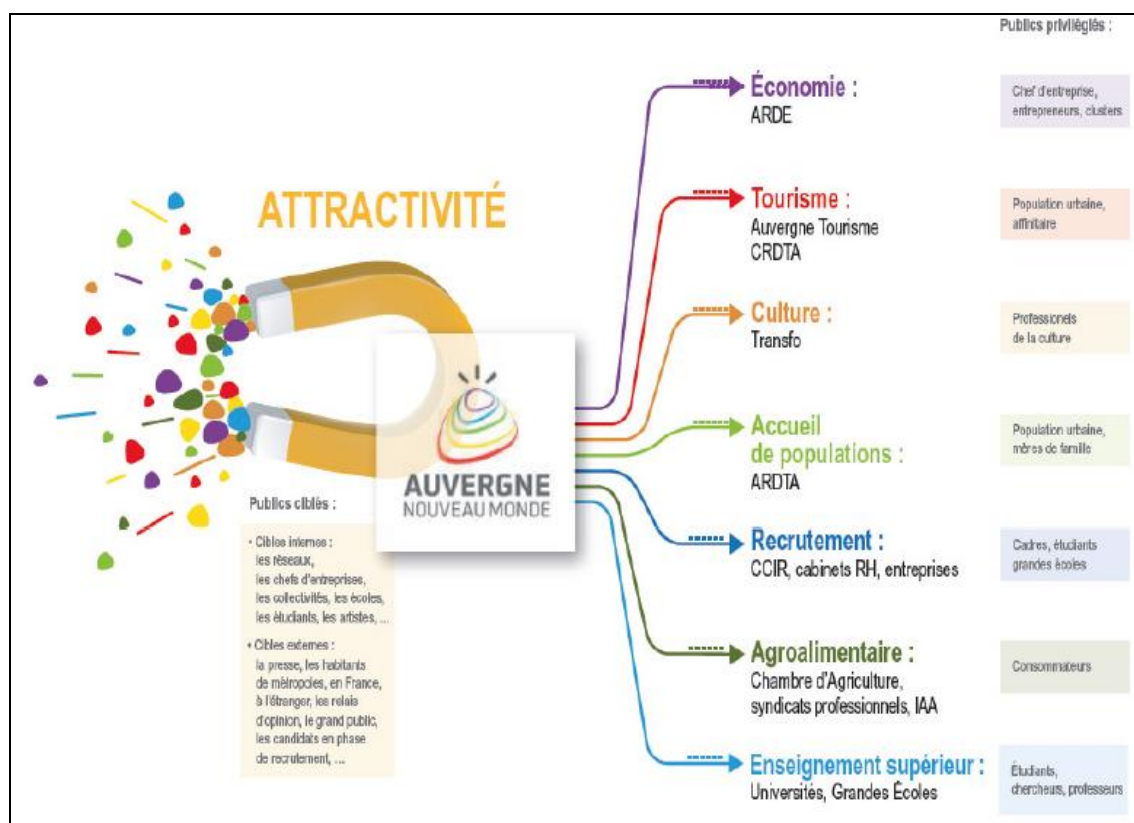 Publics privilégiés :
Économie :
ARDE
Chef d'entreprise,
entrepreneurs, clusters
ATTRACTIVITÉ
Tourisme :
Auvergne Tourisme
CRDTA
Population urbaine,
affinitaire
Culture :
Transfo
Professionels
de la culture
AUVERGNE
NOUVEAU MONDE
Accueil
de populations :
ARDTA
Population urbaine,
mères de famille
Publics ciblés :
• Cibles internes :
les réseaux,
les chefs d'entreprises,
les collectivités, les écoles,
les étudiants, les artistes, ...
• Cibles externes :
la presse, les habitants
de métropoles, en France,
à l'étranger, les relais
d'opinion, le grand public,
les candidats en phase
de recrutement, ...
Recrutement :
CCIR, cabinets RH, entreprises
Cadres, étudiants
grandes écoles
Agroalimentaire :
Chambre d'Agriculture,
syndicats professionnels, IAA
Consommateurs
Enseignement supérieur :
Universités, Grandes Écoles
Étudiants,
chercheurs, professeurs